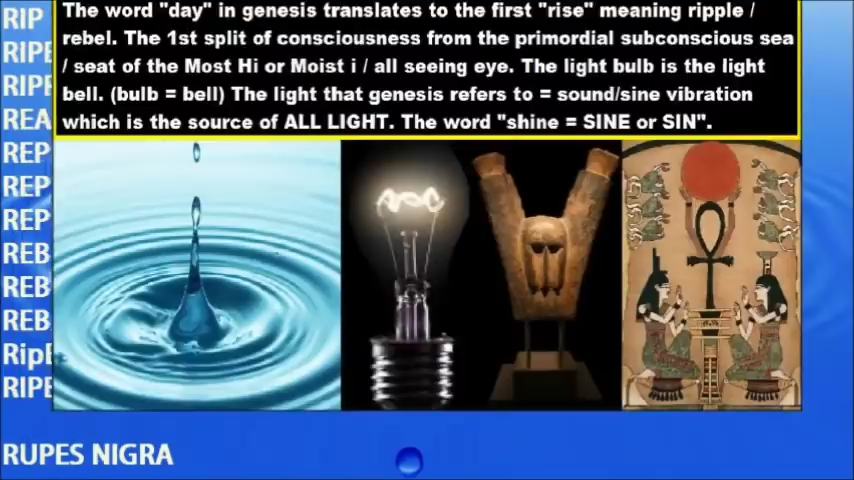 The word "day" in genesis translates to the first "rise" meaning ripple /
rebel. The 1st split of consciousness from the primordial subconscious sea
/ seat of the Most Hi or Moist i / all seeing eye. The light bulb is the light
bell. (bulb = bell) The light that genesis refers to = sound/sine vibration
which is the source of ALL LIGHT. The word "shine = SINE or SIN".
RIP
RIPE
RIPP
REA
REP
REP
REP
REB
REB
REB
RipE
RIPE
RUPES NIGRA